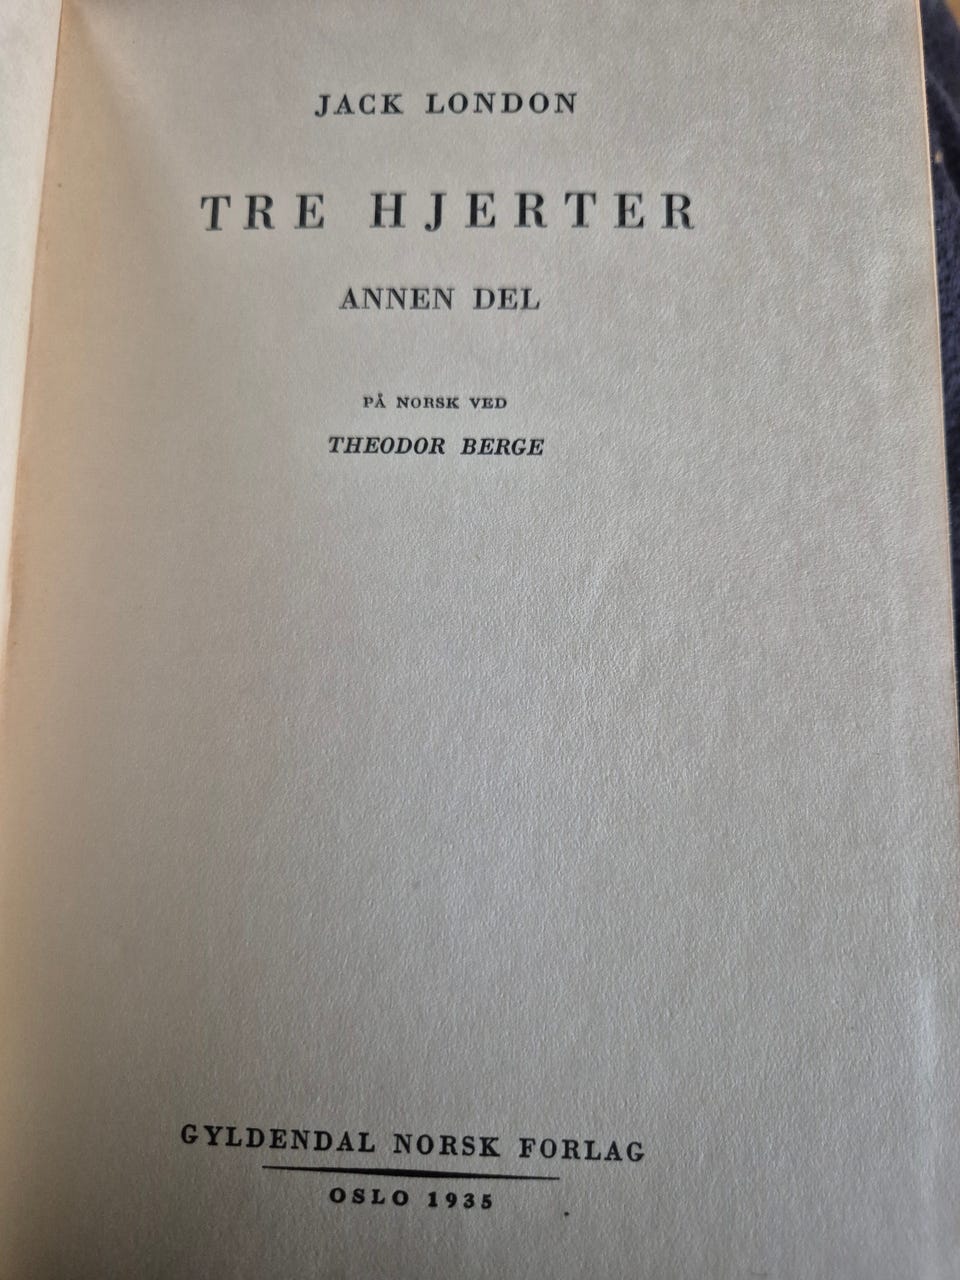 JACK LONDON
TRE HJERTER
ANNEN DEL
PÅ NORSK VED
THEODOR BERGE
GYLDENDAL NORSK FORLAG
OSLO 1935